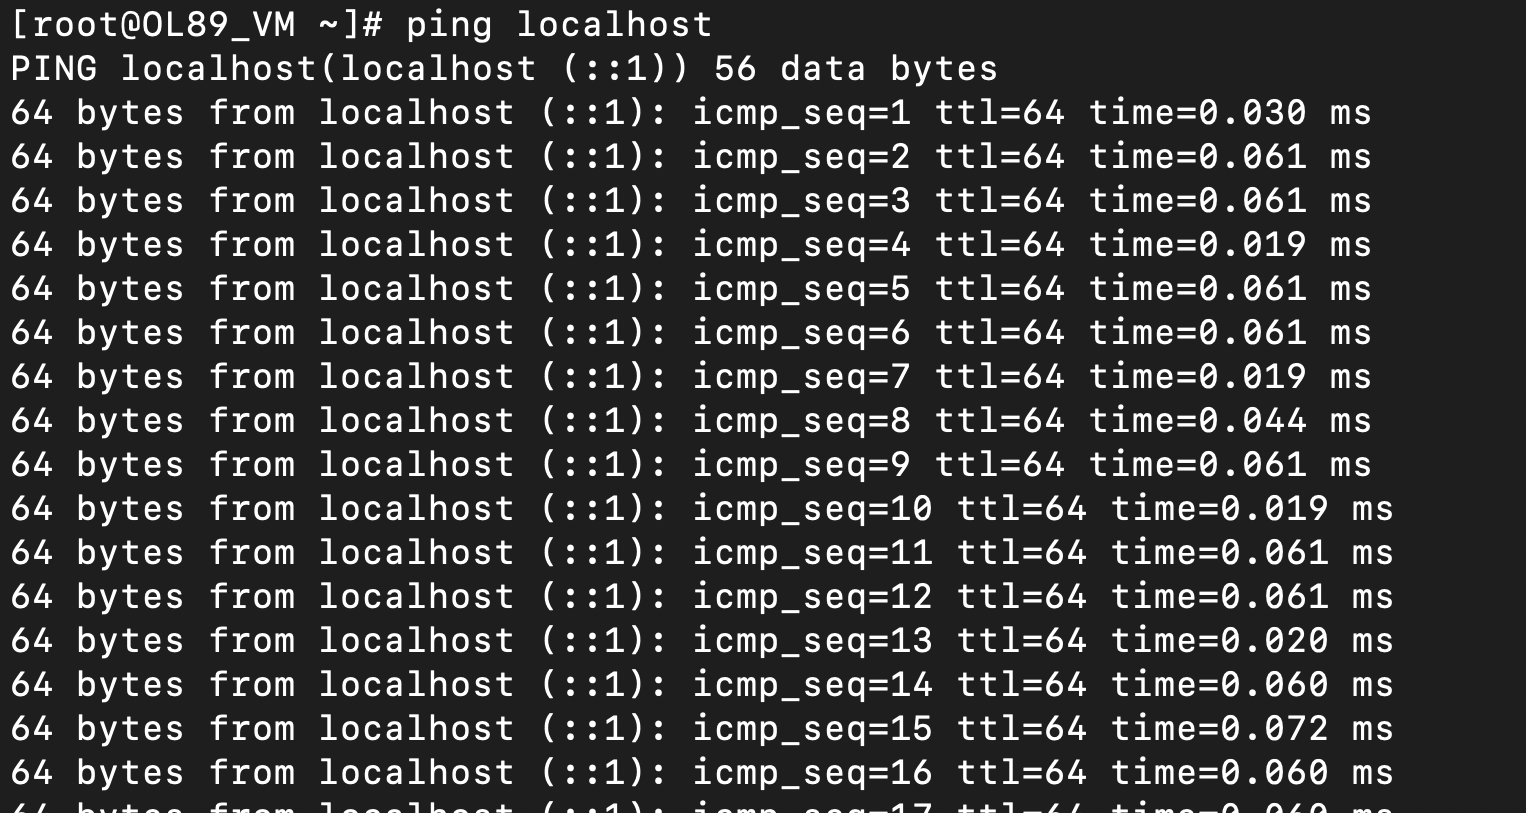 [root@OL89_VM ~]# ping localhost
PING localhost(localhost (::1)) 56 data bytes
64 bytes from localhost (::1): icmp_seq=1 ttl=64 time=0.030 ms
64 bytes from localhost (::1): icmp_seq=2 ttl=64 time=0.061 ms
64 bytes from localhost (::1): icmp_seq=3 ttl=64 time=0.061 ms
64 bytes from localhost (::1): icmp_seq=4 ttl=64 time=0.019 ms
64 bytes from localhost (::1): icmp_seq=5 ttl=64 time=0.061 ms
64 bytes from localhost (::1): icmp_seq=6 ttl=64 time=0.061 ms
64 bytes from localhost (::1): icmp_seq=7 ttl=64 time=0.019 ms
64 bytes from localhost (::1): icmp_seq=8 ttl=64 time=0.044 ms
64 bytes from localhost (::1): icmp_seq=9 ttl=64 time=0.061 ms
64 bytes from localhost (::1): icmp_seq=10 ttl=64 time=0.019 ms
64 bytes from localhost (::1): icmp_seq=11 ttl=64 time=0.061 ms
64 bytes from localhost (::1): icmp_seq=12 ttl=64 time=0.061 ms
64 bytes from localhost (::1): icmp_seq=13 ttl=64 time=0.020 ms
64 bytes from localhost (::1): icmp_seq=14 ttl=64 time=0.060 ms
64 bytes from localhost (::1): icmp_seq=15 ttl=64 time=0.072 ms
64 bytes from localhost (::1): icmp_seq=16 ttl=64 time=0.060 ms
64 bytes from localhost (::1): icmp_seq=17 ttl=64 ms